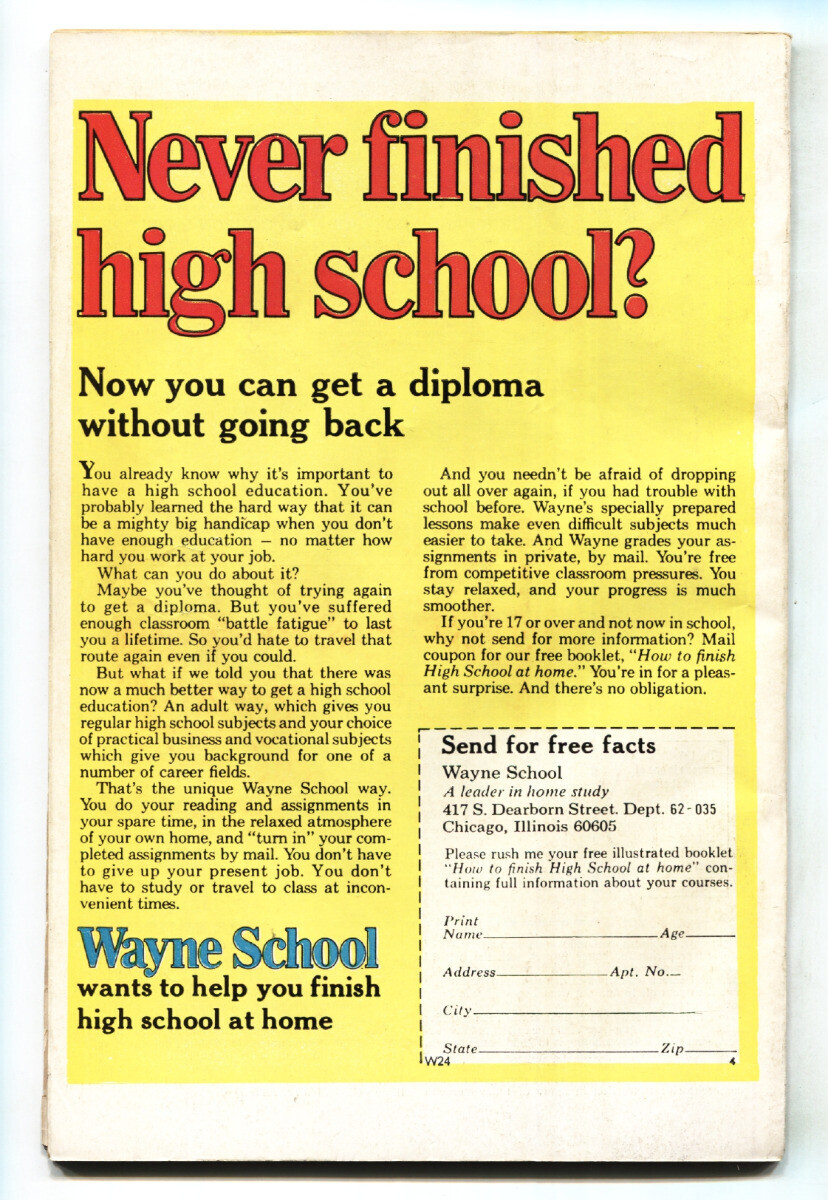 Never finished
high school?
Now you can get a diploma
without going back
You already know why it's important to
have a high school education. You've
probably learned the hard way that it can
be a mighty big handicap when you don't
have enough education — no matter how
hard you work at your job.
What can you do about it?
Maybe you've thought of trying again
to get a diploma. But you've suffered
enough classroom "battle fatigue" to last
you a lifetime. So you'd hate to travel that
route again even if you could.
But what if we told you that there was
now a much better way to get a high school
education? An adult way, which gives you
regular high school subjects and your choice
of practical business and vocational subjects
which give you background for one of a
number of career fields.
That's the unique Wayne School way.
You do your reading and assignments in
your spare time, in the relaxed atmosphere
of your own home, and "turn in" your com-
pleted assignments by mail. You don't have
to give up your present job. You don't
have to study or travel to class at incon-
venient times.
Wayne School
wants to help you finish
high school at home
And you needn't be afraid of dropping
out all over again, if you had trouble with
school before. Wayne's specially prepared
lessons make even difficult subjects much
easier to take. And Wayne grades your as-
signments in private, by mail. You're free
from competitive classroom pressures. You
stay relaxed, and your progress is much
smoother.
If you're 17 or over and not now in school,
why not send for more information? Mail
coupon for our free booklet, "How to finish
High School at home." You're in for a pleas-
ant surprise. And there's no obligation.
Send for free facts
Wayne School
A leader in home study
417 S. Dearborn Street. Dept. 62-035
Chicago, Illinois 60605
Please rush me your free illustrated booklet
"How to finish High School at home" con-
taining full information about your courses.
Print
Name Age
Address Apt. No.
City
State Zip
W24 4